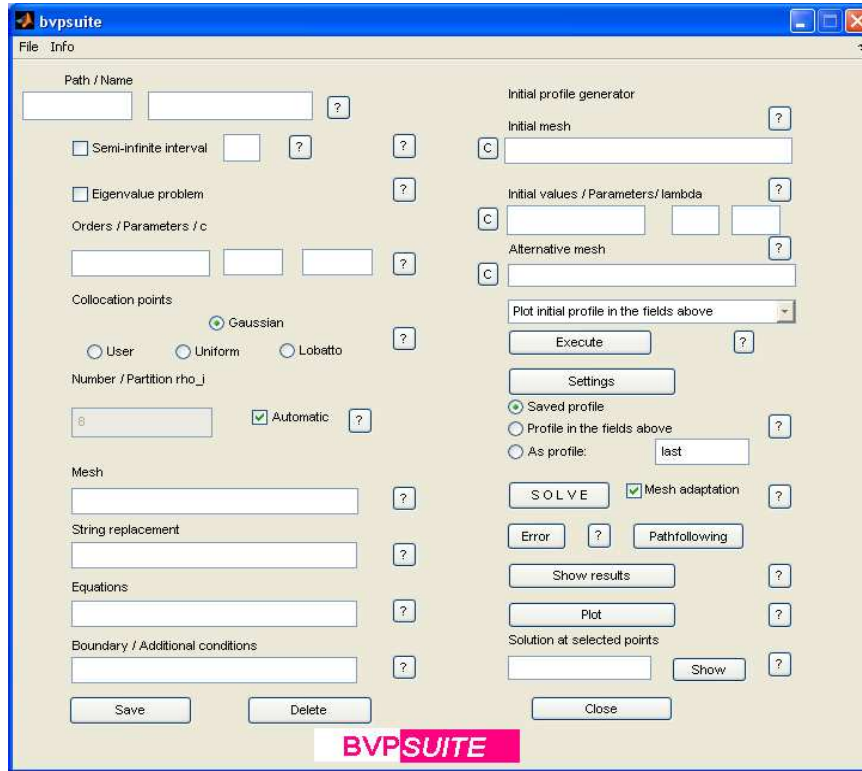 bvpsuite
File Info
Path / Name
?
Semi-infinite interval ? ?
Eigenvalue problem ?
Orders / Parameters / c
?
Collocation points
Gaussian
User Uniform Lobatto ?
Number / Partition rho_i
8 Automatic ?
Mesh
?
String replacement
?
Equations
?
Boundary / Additional conditions
?
Save Delete
Initial profile generator
Initial mesh ?
C
Initial values / Parameters/ lambda ?
C
Alternative mesh ?
C
Plot initial profile in the fields above
Execute ?
Settings
Saved profile
Profile in the fields above ?
As profile: last
S O L V E Mesh adaptation ?
Error ? Pathfollowing
Show results ?
Plot ?
Solution at selected points
Show ?
Close
BVPSUITE